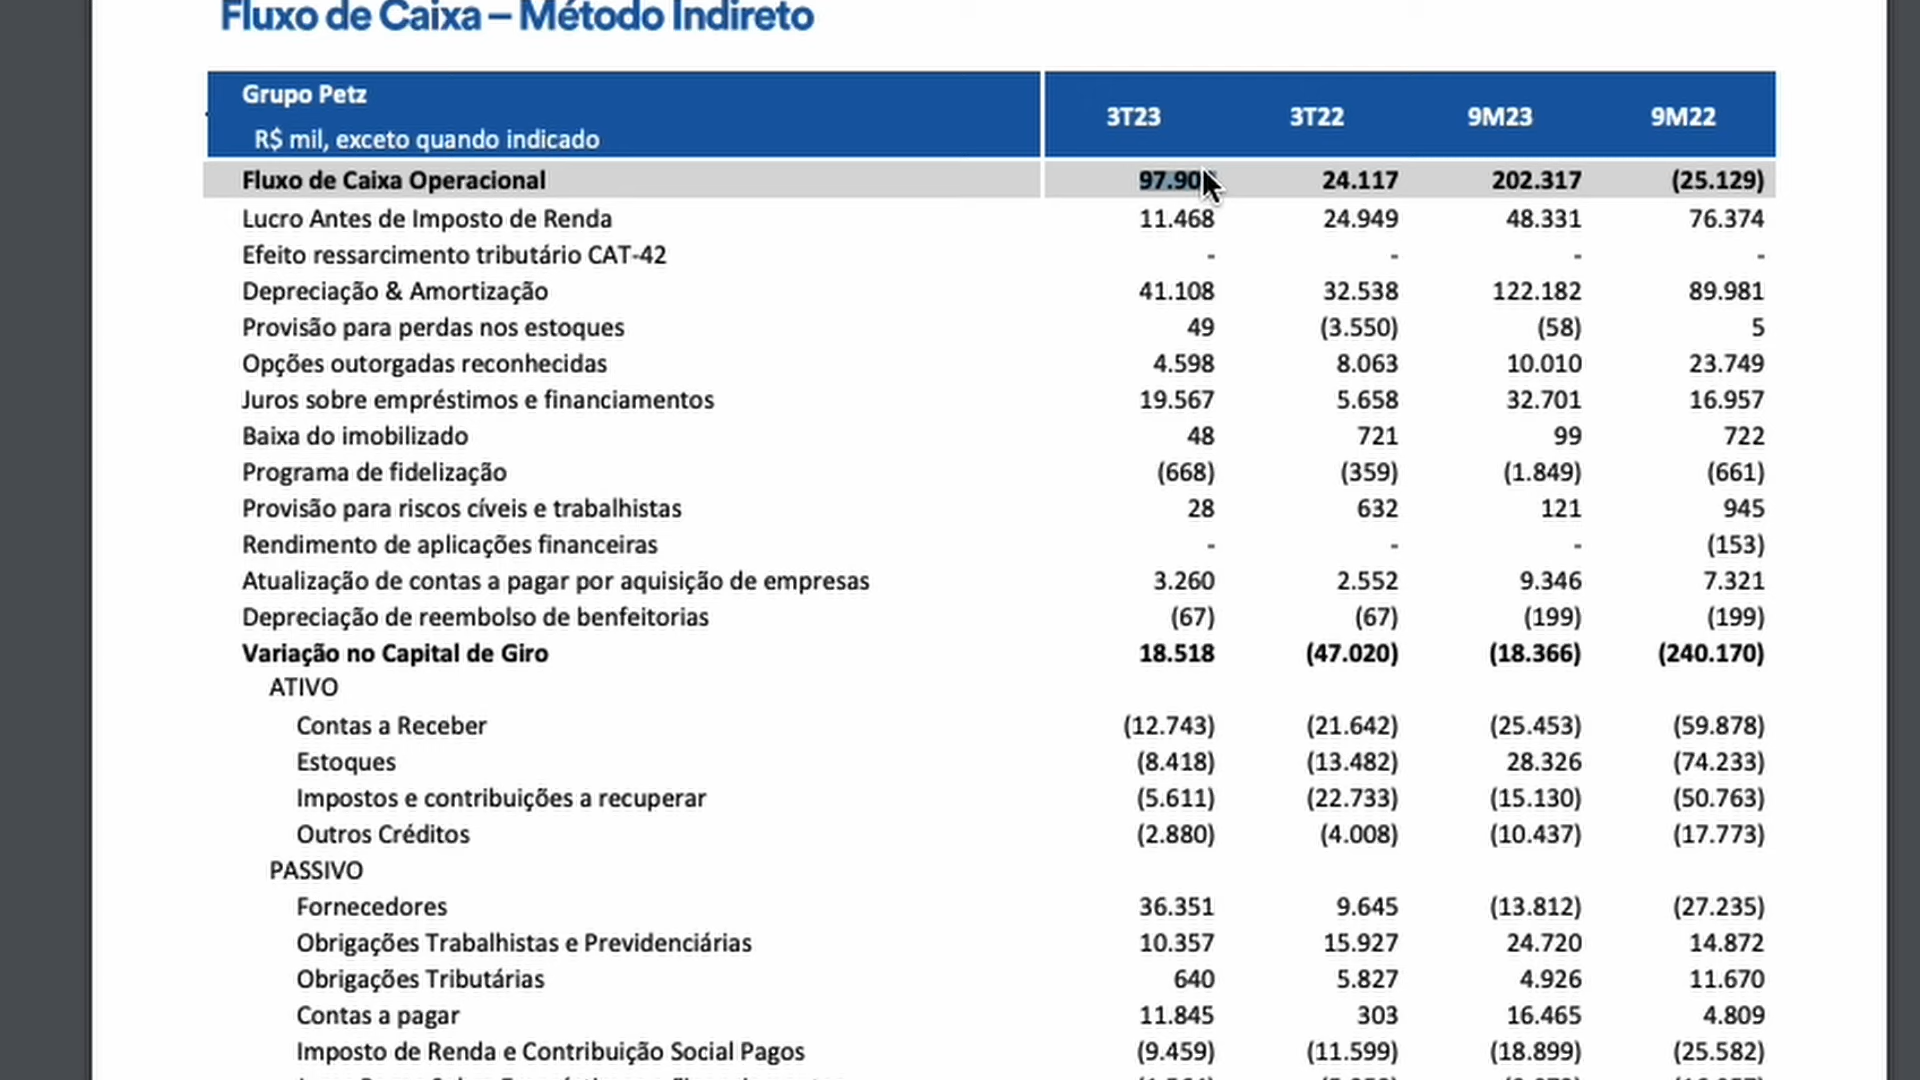 Fluxo de Caixa – Método Indireto
Grupo Petz
R$ mil, exceto quando indicado
3T23 3T22 9M23 9M22
Fluxo de Caixa Operacional 24.117 202.317 (25.129)
Lucro Antes de Imposto de Renda 11.468 24.949 48.331 76.374
Efeito ressarcimento tributário CAT-42 - - - -
Depreciação & Amortização 41.108 32.538 122.182 89.981
Provisão para perdas nos estoques 49 (3.550) (58) 5
Opções outorgadas reconhecidas 4.598 8.063 10.010 23.749
Juros sobre empréstimos e financiamentos 19.567 5.658 32.701 16.957
Baixa do imobilizado 48 721 99 722
Programa de fidelização (668) (359) (1.849) (661)
Provisão para riscos cíveis e trabalhistas 28 632 121 945
Rendimento de aplicações financeiras - - - (153)
Atualização de contas a pagar por aquisição de empresas 3.260 2.552 9.346 7.321
Depreciação de reembolso de benfeitorias (67) (67) (199) (199)
Variação no Capital de Giro 18.518 (47.020) (18.366) (240.170)
ATIVO
Contas a Receber (12.743) (21.642) (25.453) (59.878)
Estoques (8.418) (13.482) 28.326 (74.233)
Impostos e contribuições a recuperar (5.611) (22.733) (15.130) (50.763)
Outros Créditos (2.880) (4.008) (10.437) (17.773)
PASSIVO
Fornecedores 36.351 9.645 (13.812) (27.235)
Obrigações Trabalhistas e Previdenciárias 10.357 15.927 24.720 14.872
Obrigações Tributárias 640 5.827 4.926 11.670
Contas a pagar 11.845 303 16.465 4.809
Imposto de Renda e Contribuição Social Pagos (9.459) (11.599) (18.899) (25.582)